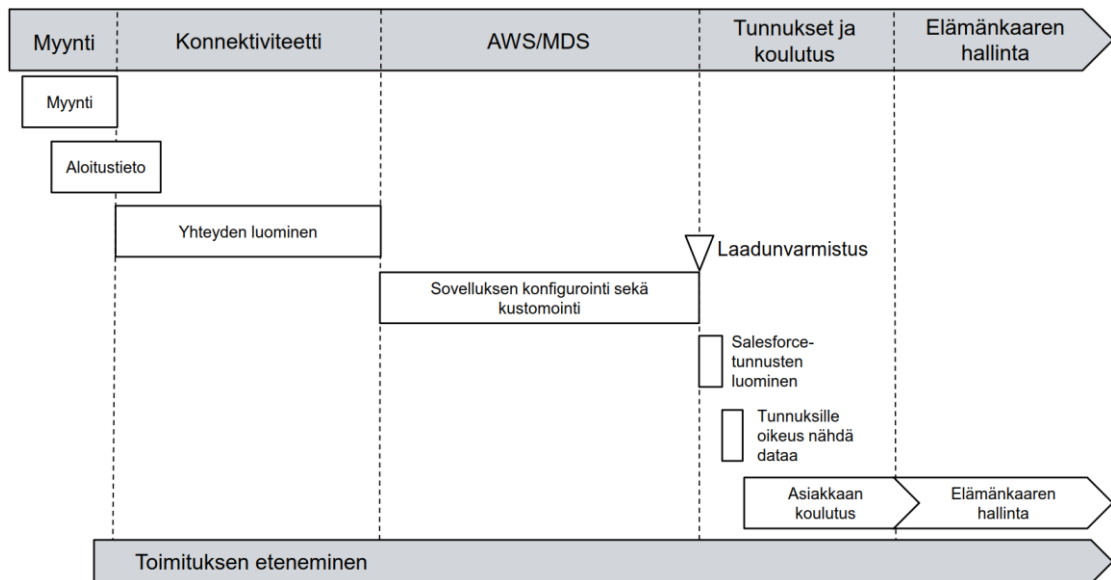 Myynti
Konnektiviteetti
AWS/MDS
Tunnukset ja
koulutus
Elämänkaaren
hallinta
Myynti
Aloitustieto
Yhteyden luominen
Laadunvarmistus
Sovelluksen konfigurointi sekä
kustomointi
Salesforce-
tunnusten
luominen
Tunnuksille
oikeus nähdä
dataa
Asiakkaan
koulutus
Elämänkaaren
hallinta
Toimituksen eteneminen